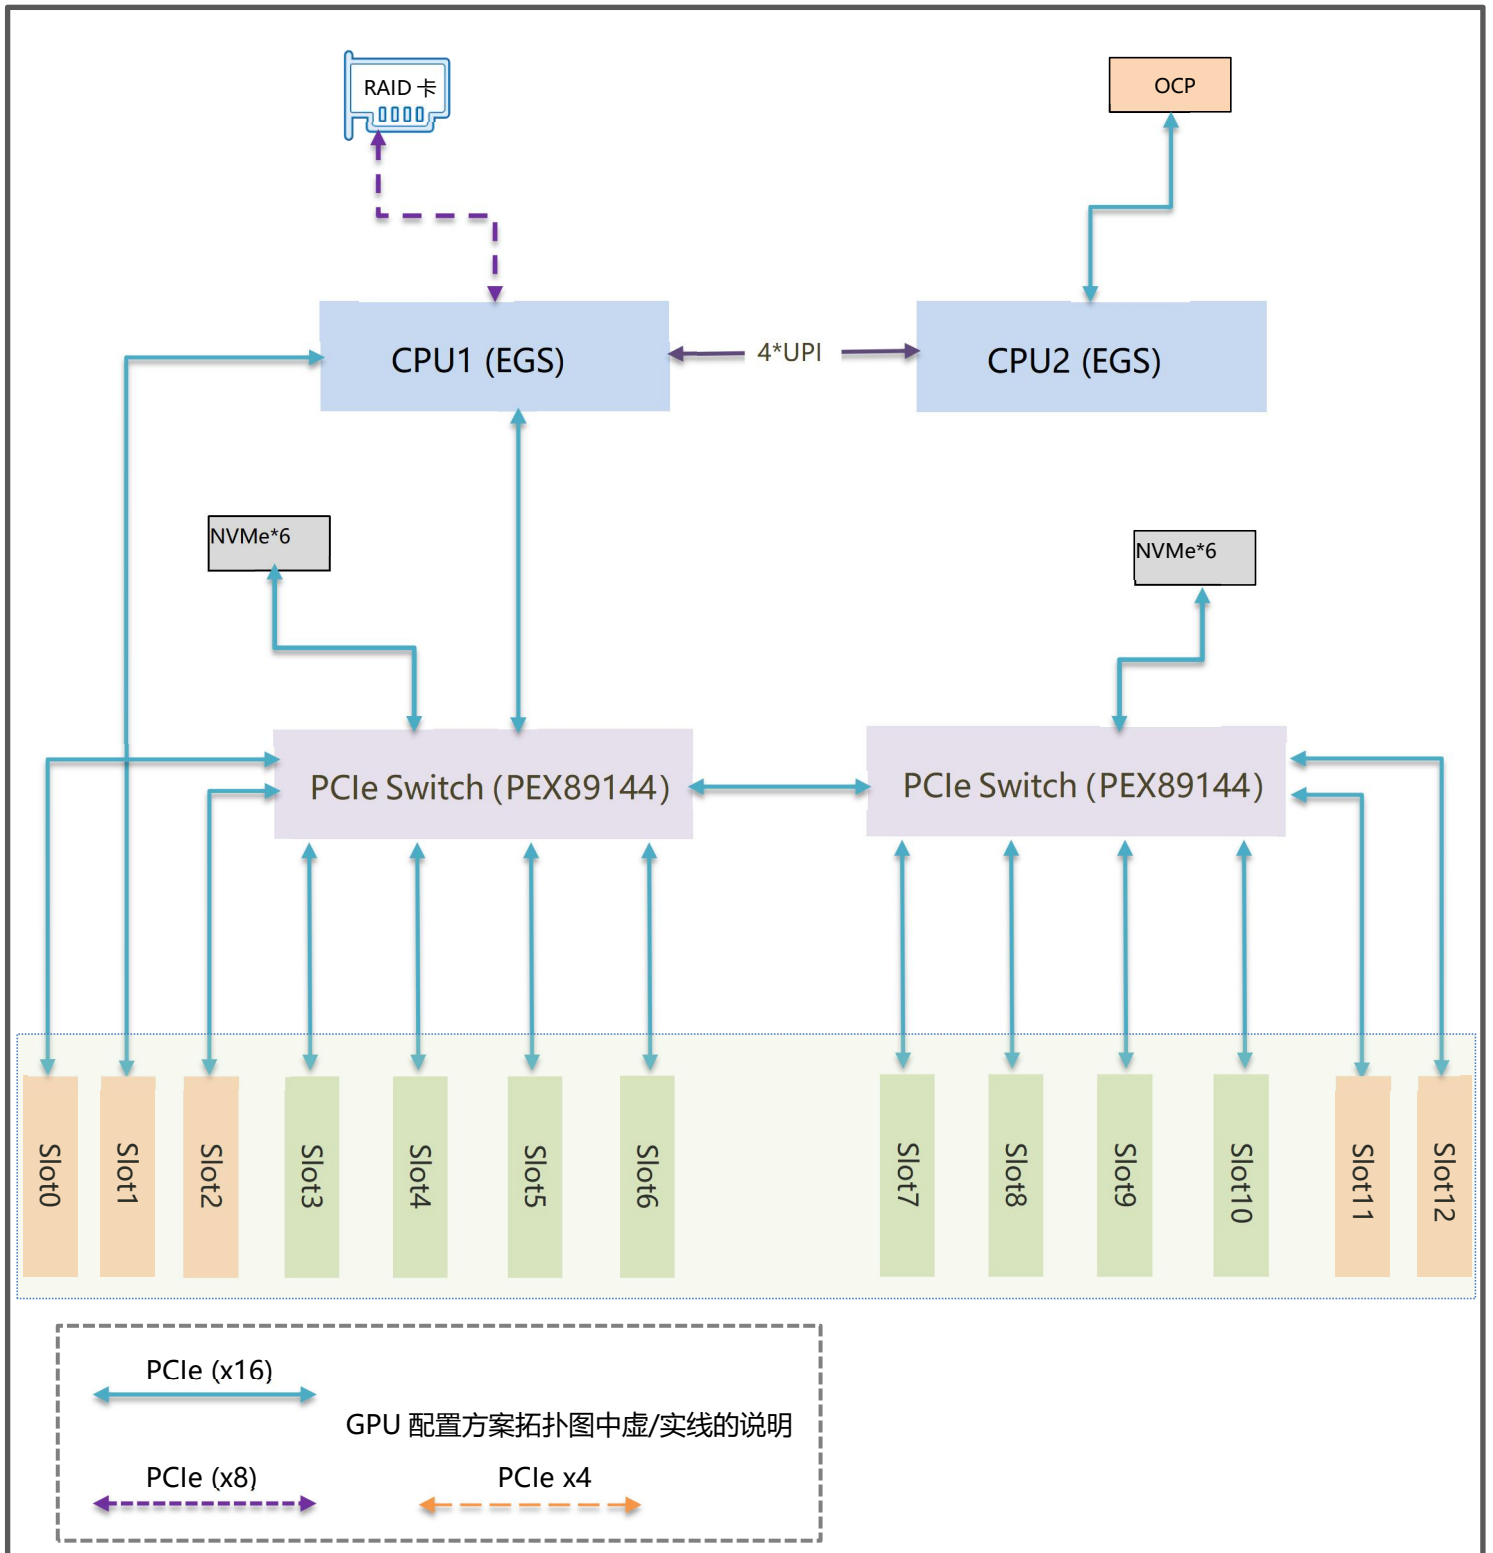 RAID 卡
OCP
CPU1 (EGS)
4*UPI
CPU2 (EGS)
NVMe*6
NVMe*6
PCIe Switch (PEX89144)
PCIe Switch (PEX89144)
Slot0
Slot1
Slot2
Slot3
Slot4
Slot5
Slot6
Slot7
Slot8
Slot9
Slot10
Slot11
Slot12
PCIe (x16)
GPU 配置方案拓扑图中虚/实线的说明
PCIe (x8)
PCIe x4